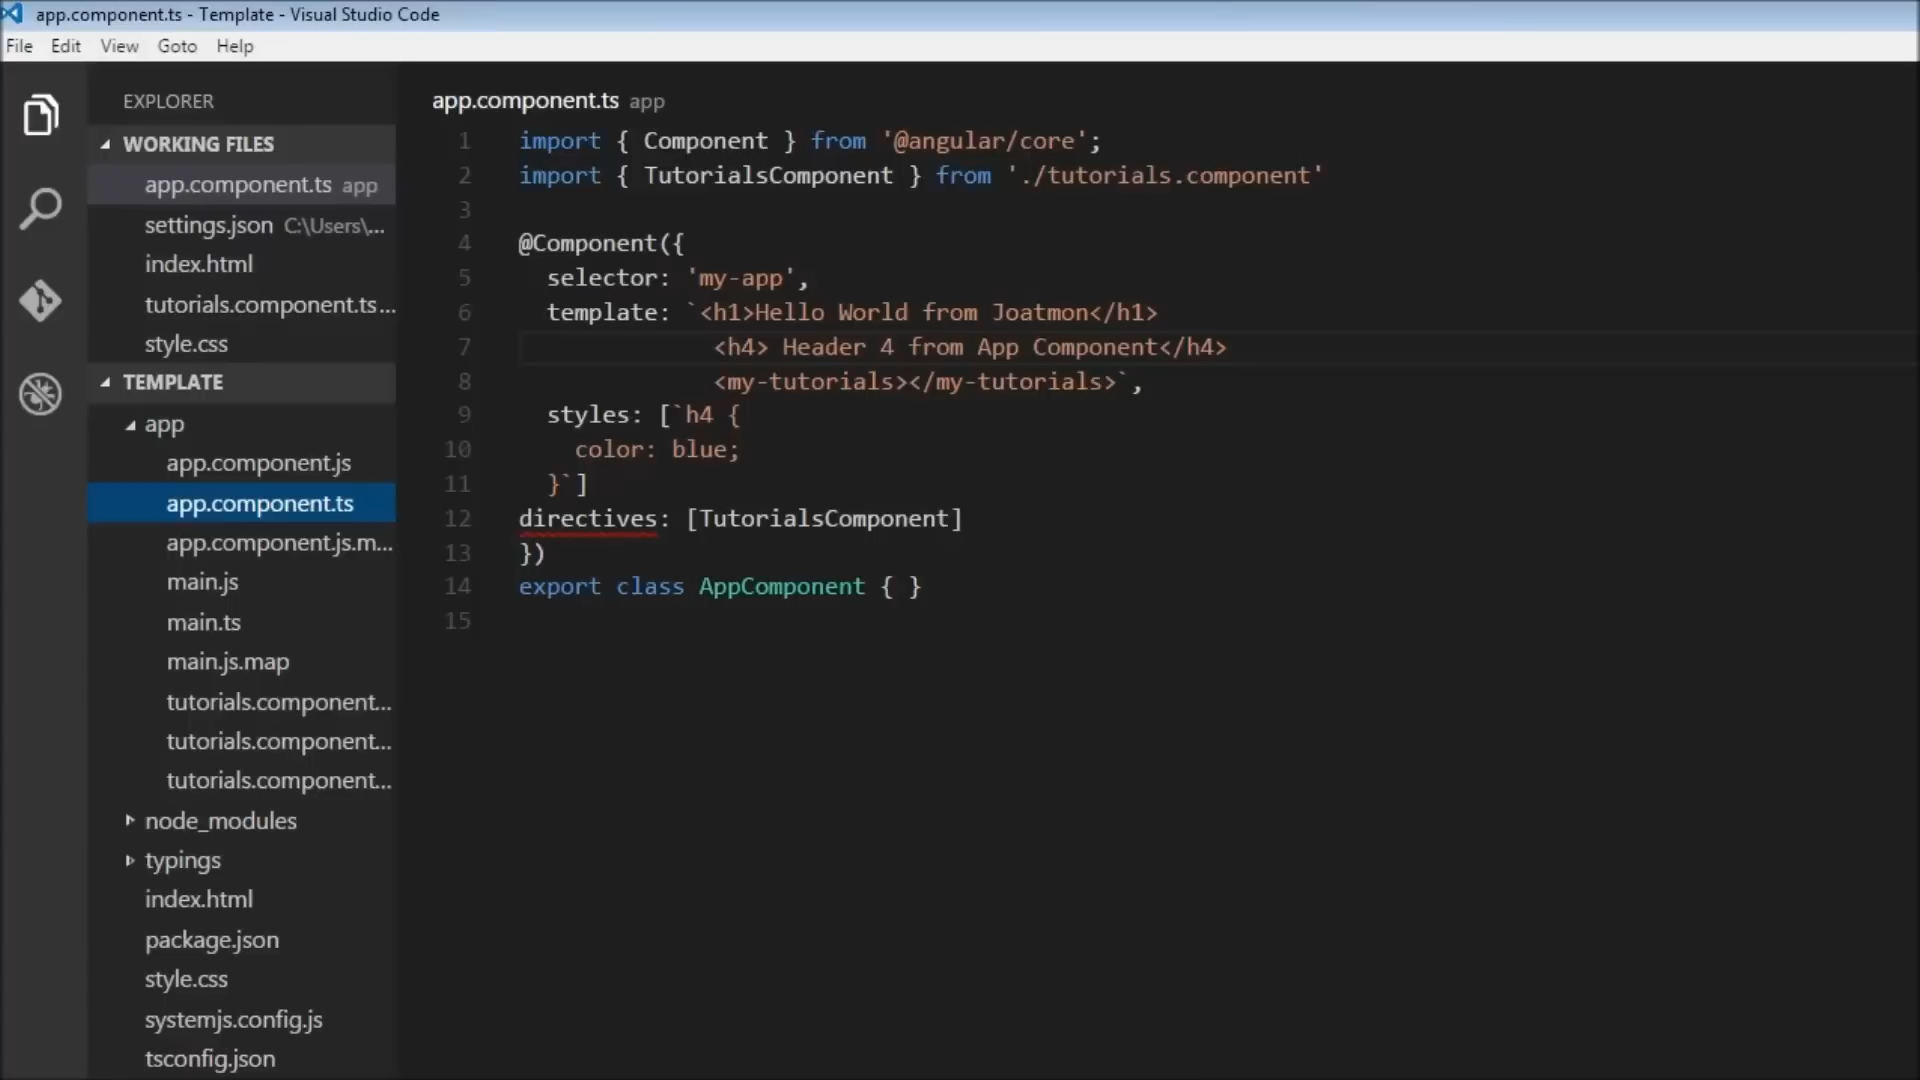 app.component.ts - Template - Visual Studio Code
File Edit View Goto Help
EXPLORER
WORKING FILES
app.component.ts app
settings.json C:\Users\...
index.html
tutorials.component.ts...
style.css
TEMPLATE
app
app.component.js
app.component.ts
app.component.js.m...
main.js
main.ts
main.js.map
tutorials.component...
tutorials.component...
tutorials.component...
node_modules
typings
index.html
package.json
style.css
systemjs.config.js
tsconfig.json
app.component.ts app
1 import { Component } from '@angular/core';
2 import { TutorialsComponent } from './tutorials.component'
3
4 @Component({
5 selector: 'my-app',
6 template: `<h1>Hello World from Joatmon</h1>
7 <h4> Header 4 from App Component</h4>
8 <my-tutorials></my-tutorials>`,
9 styles: [`h4 {
10 color: blue;
11 }`]
12 directives: [TutorialsComponent]
13 })
14 export class AppComponent { }
15